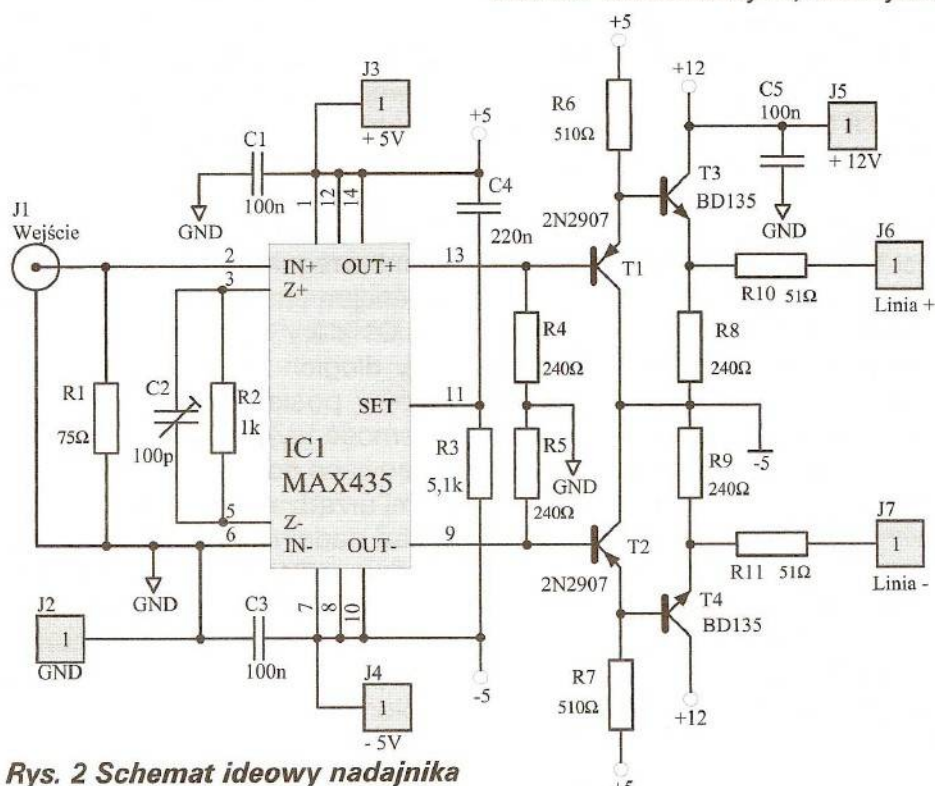 +5
J3
1
+ 5V
+12
C5
100n
J5
1
+ 12V
R6
510Ω
C1
100n
GND
+5
C4
220n
1
12
14
T3
BD135
GND
J1
Wejście
2N2907
J6
1
Linia +
2
IN+
OUT+
13
T1
R10
51Ω
3
Z+
R4
240Ω
R8
240Ω
C2
100p
R1
75Ω
R2
1k
SET
11
IC1
MAX435
R3
5,1k
R5
240Ω
GND
-5
R9
240Ω
J7
1
Linia -
5
Z-
6
IN-
OUT-
9
T2
2N2907
R11
51Ω
GND
T4
BD135
7
8
10
J2
1
GND
C3
100n
J4
1
- 5V
-5
R7
510Ω
+12
+5
Rys. 2 Schemat ideowy nadajnika